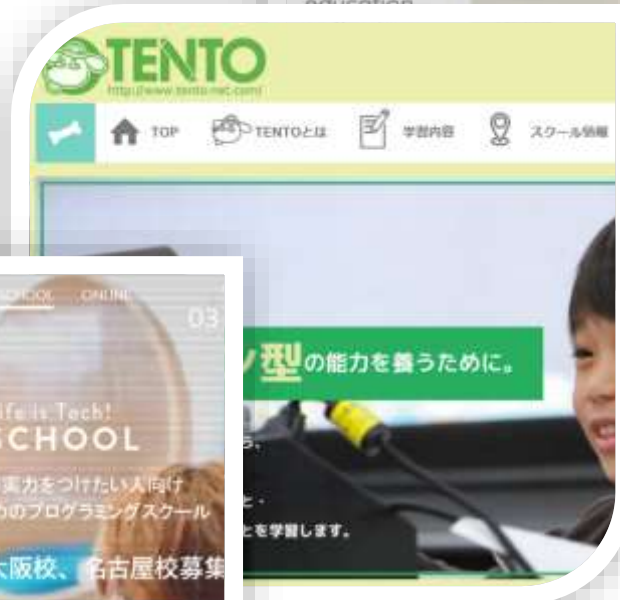 education
TENTO
http://www.tento-net.com/
TOP TENTOとは 学習内容 スクール情報
型の能力を養うために。
う、
と・
とを学習します。
SCHOOL ONLINE
03
Life is Tech!
SCHOOL
実力をつけたい人向け
のプログラミングスクール
大阪校、名古屋校募集